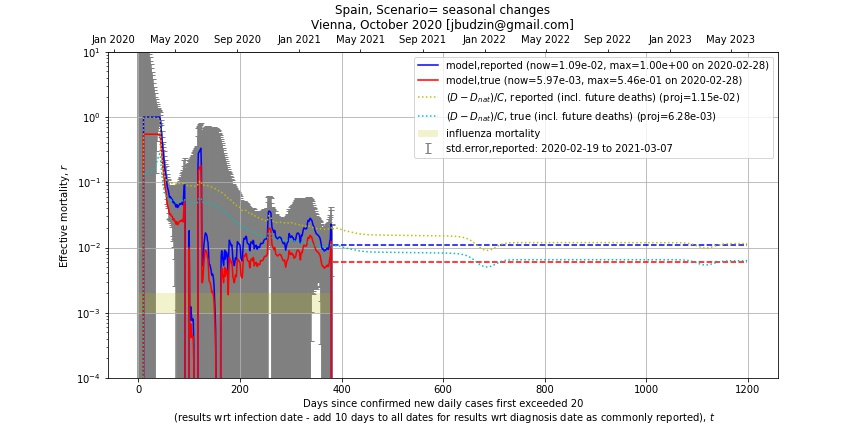 Spain, Scenario= seasonal changes
Vienna, October 2020 [jbudzin@gmail.com]
Jan 2020 May 2020 Sep 2020 Jan 2021 May 2021 Sep 2021 Jan 2022 May 2022 Sep 2022 Jan 2023 May 2023
model,reported (now=1.09e-02, max=1.00e+00 on 2020-02-28)
model,true (now=5.97e-03, max=5.46e-01 on 2020-02-28)
(D − D_nat)/C, reported (incl. future deaths) (proj=1.15e-02)
(D − D_nat)/C, true (incl. future deaths) (proj=6.28e-03)
influenza mortality
std.error,reported: 2020-02-19 to 2021-03-07
Effective mortality, r
10¹
10⁰
10⁻¹
10⁻²
10⁻³
10⁻⁴
0 200 400 600 800 1000 1200
Days since confirmed new daily cases first exceeded 20
(results wrt infection date - add 10 days to all dates for results wrt diagnosis date as commonly reported), t